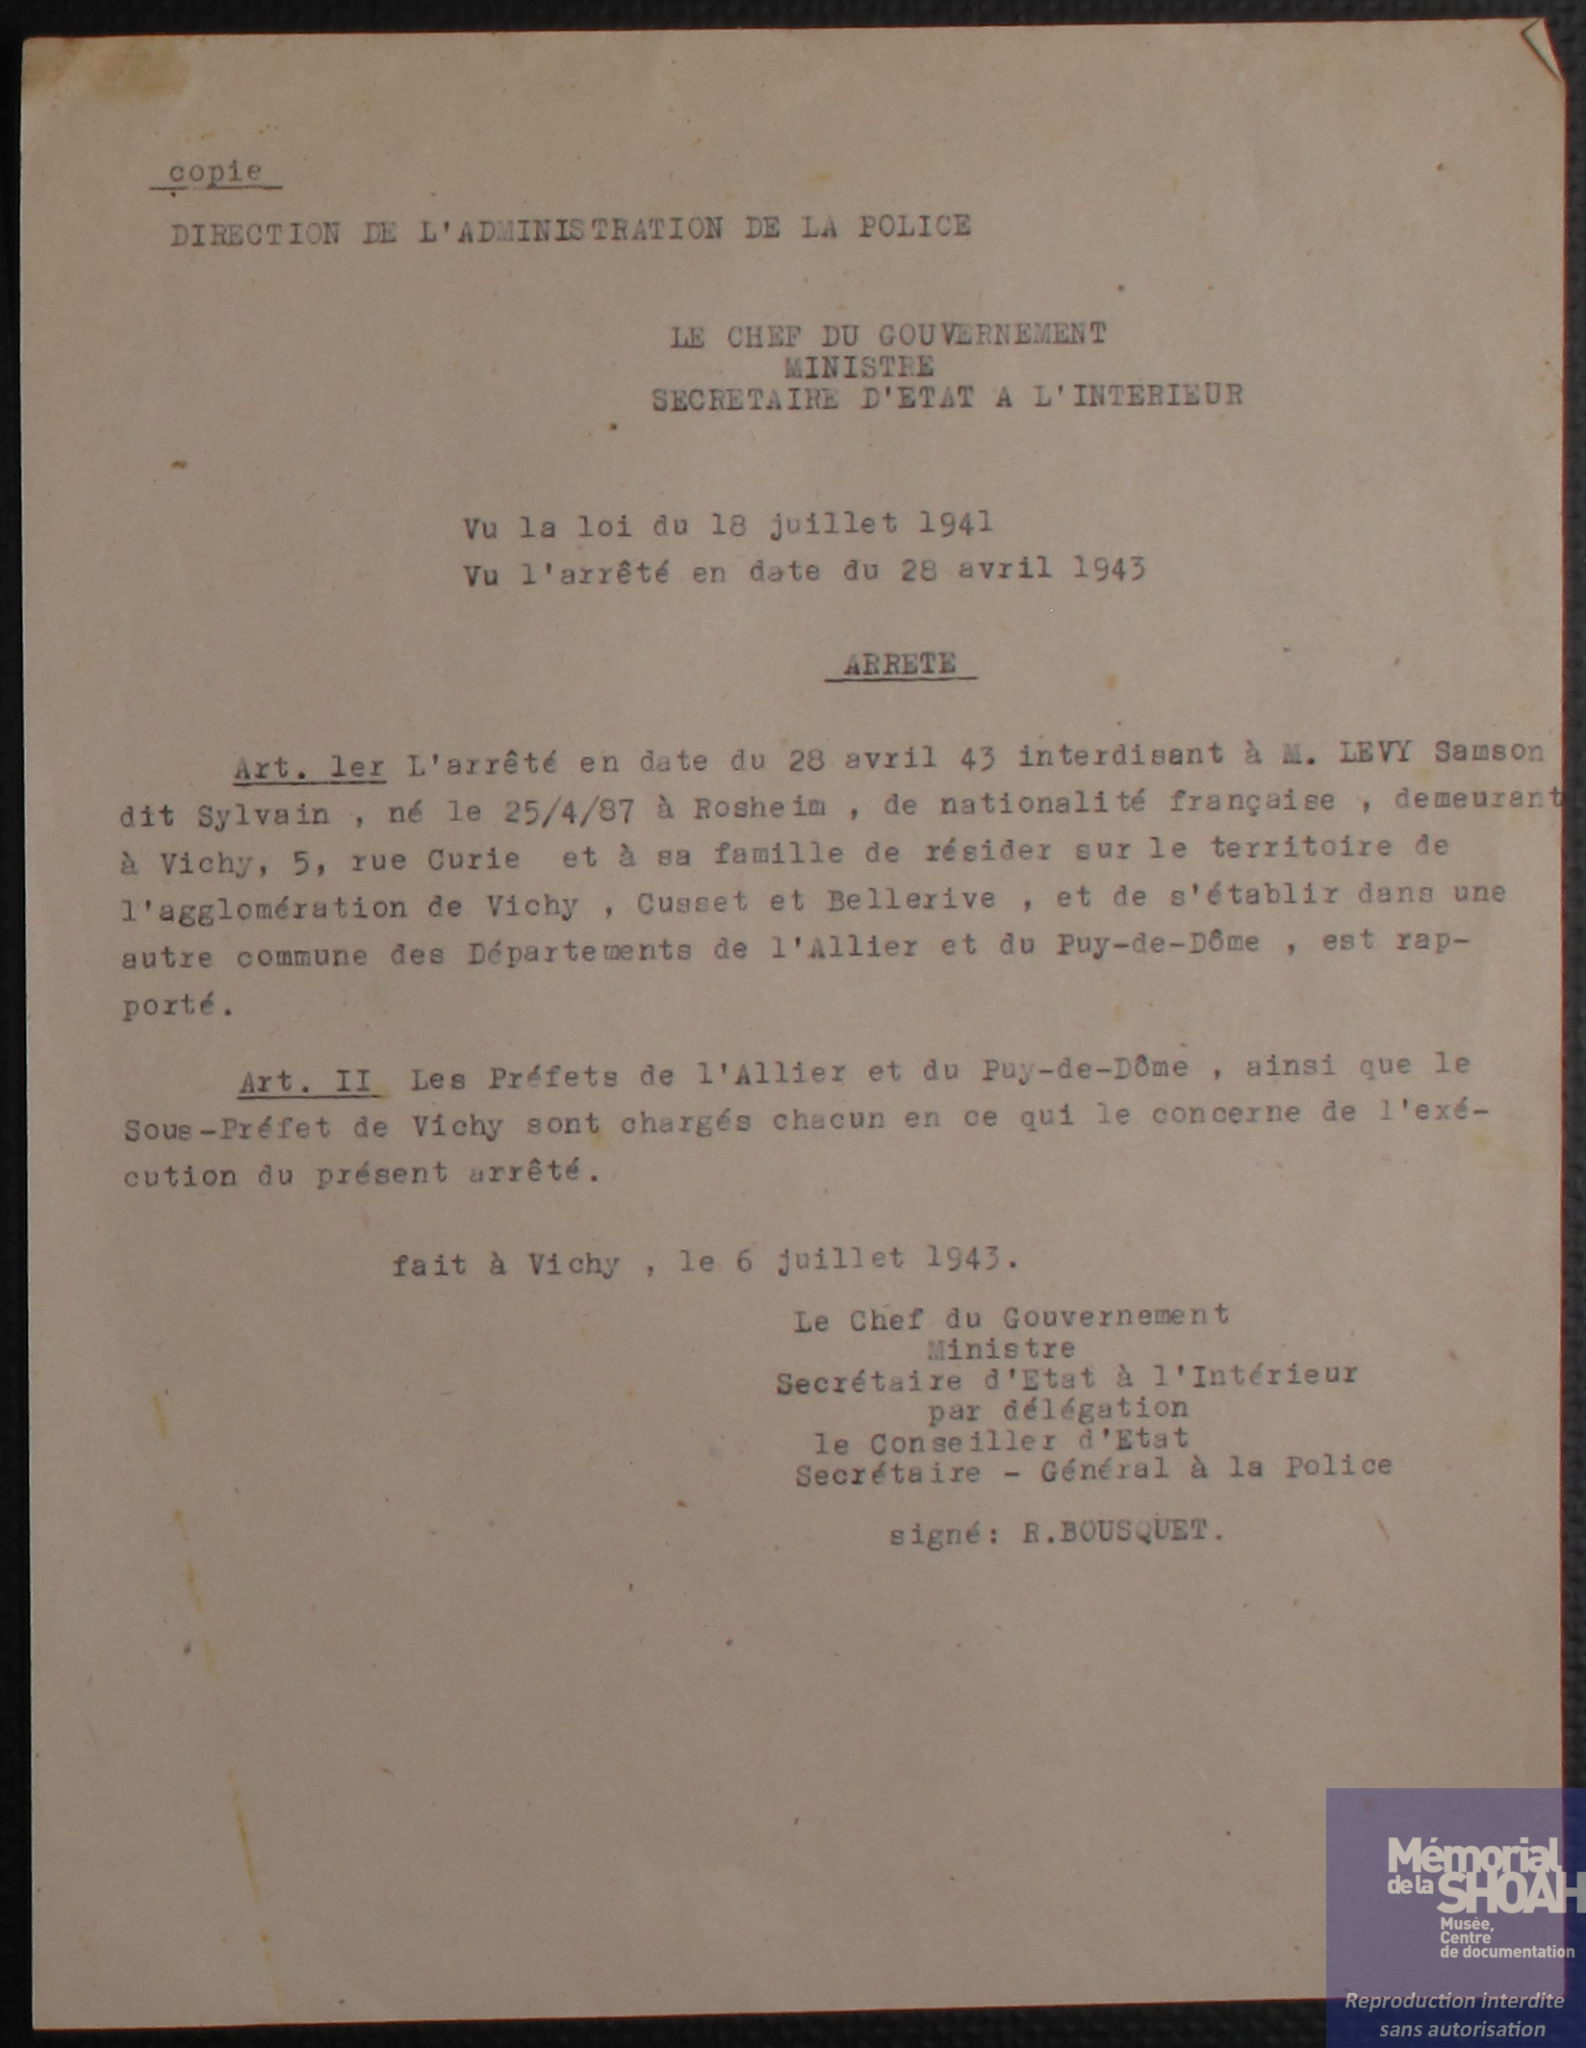 copie
DIRECTION DE L'ADMINISTRATION DE LA POLICE
LE CHEF DU GOUVERNEMENT
MINISTRE
SECRETAIRE D'ETAT A L'INTERIEUR
Vu la loi du 18 juillet 1941
Vu l'arrêté en date du 28 avril 1943
ARRETE
Art. 1er L'arrêté en date du 28 avril 43 interdisant à M. LEVY Samson
dit Sylvain , né le 25/4/87 à Rosheim , de nationalité française , demeurant
à Vichy, 5, rue Curie et à sa famille de résider sur le territoire de
l'agglomération de Vichy , Cusset et Bellerive , et de s'établir dans une
autre commune des Départements de l'Allier et du Puy-de-Dôme , est rap-
porté.
Art. II Les Préfets de l'Allier et du Puy-de-Dôme , ainsi que le
Sous-Préfet de Vichy sont chargés chacun en ce qui le concerne de l'exé-
cution du présent arrêté.
fait à Vichy , le 6 juillet 1943.
Le Chef du Gouvernement
Ministre
Secrétaire d'Etat à l'Intérieur
par délégation
le Conseiller d'Etat
Secrétaire - Général à la Police
signé: R.BOUSQUET.
Mémorial
de la SHOAH
Musée,
Centre
de documentation
Reproduction interdite
sans autorisation